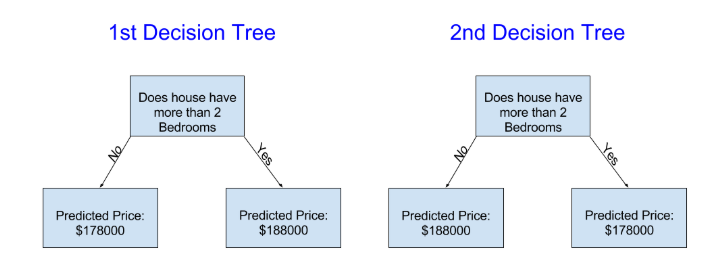 1st Decision Tree
2nd Decision Tree
Does house have
more than 2
Bedrooms
No
Yes
Predicted Price:
$178000
Predicted Price:
$188000
Does house have
more than 2
Bedrooms
No
Yes
Predicted Price:
$188000
Predicted Price:
$178000